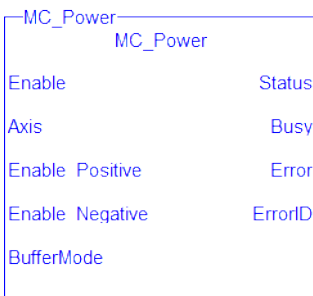 MC_Power
MC_Power
Enable Status
Axis Busy
Enable Positive Error
Enable Negative ErrorID
BufferMode